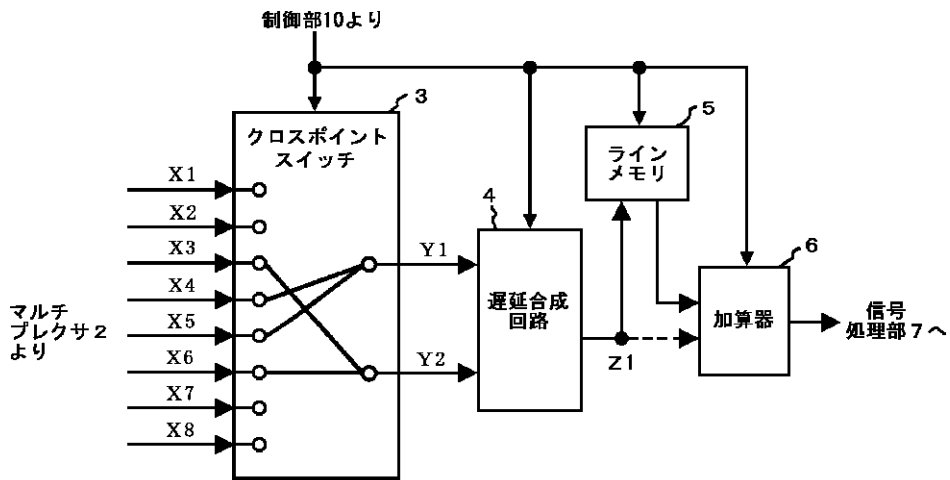 制御部10より
3
クロスポイント
スイッチ
5
ライン
メモリ
X1
X2
X3
X4
X5
X6
X7
X8
マルチ
プレクサ2
より
Y1
Y2
4
遅延合成
回路
Z1
6
加算器
信号
処理部7へ